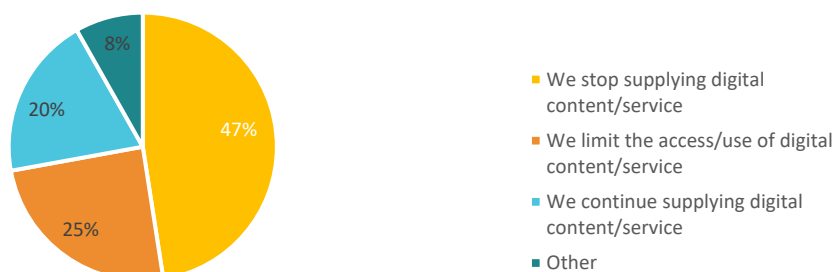 8%
20%
47%
25%
We stop supplying digital
content/service
We limit the access/use of digital
content/service
We continue supplying digital
content/service
Other